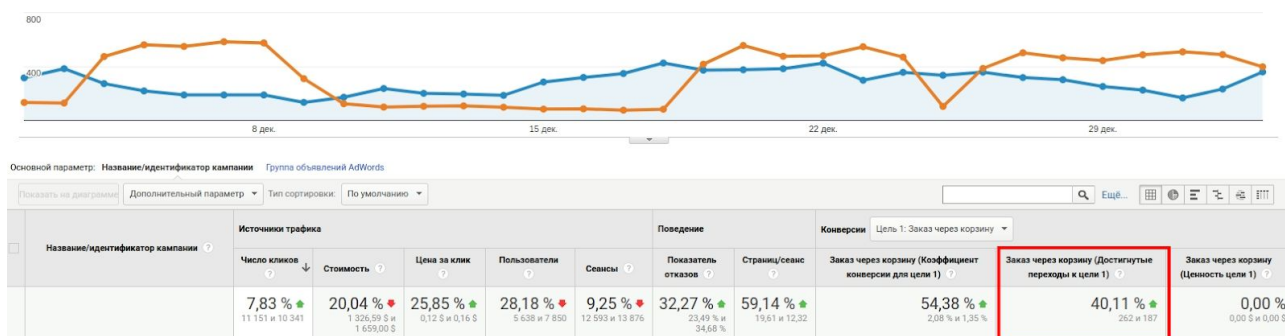 800
400
8 дек.
15 дек.
22 дек.
29 дек.
Основной параметр: Название/идентификатор кампании Группа объявлений AdWords
Показать на диаграмме Дополнительный параметр Тип сортировки: По умолчанию Ещё...
Название/идентификатор кампании
Источники трафика
Поведение
Конверсии Цель 1: Заказ через корзину
Число кликов
Стоимость
Цена за клик
Пользователи
Сеансы
Показатель отказов
Страниц/сеанс
Заказ через корзину (Коэффициент конверсии для цели 1)
Заказ через корзину (Достигнутые переходы к цели 1)
Заказ через корзину (Ценность цели 1)
7,83 %
11 151 и 10 341
20,04 %
1 326,59 $ и
1 659,00 $
25,85 %
0,12 $ и 0,16 $
28,18 %
5 638 и 7 850
9,25 %
12 593 и 13 876
32,27 %
23,49 % и
34,68 %
59,14 %
19,61 и 12,32
54,38 %
2,08 % и 1,35 %
40,11 %
262 и 187
0,00 %
0,00 $ и 0,00 $